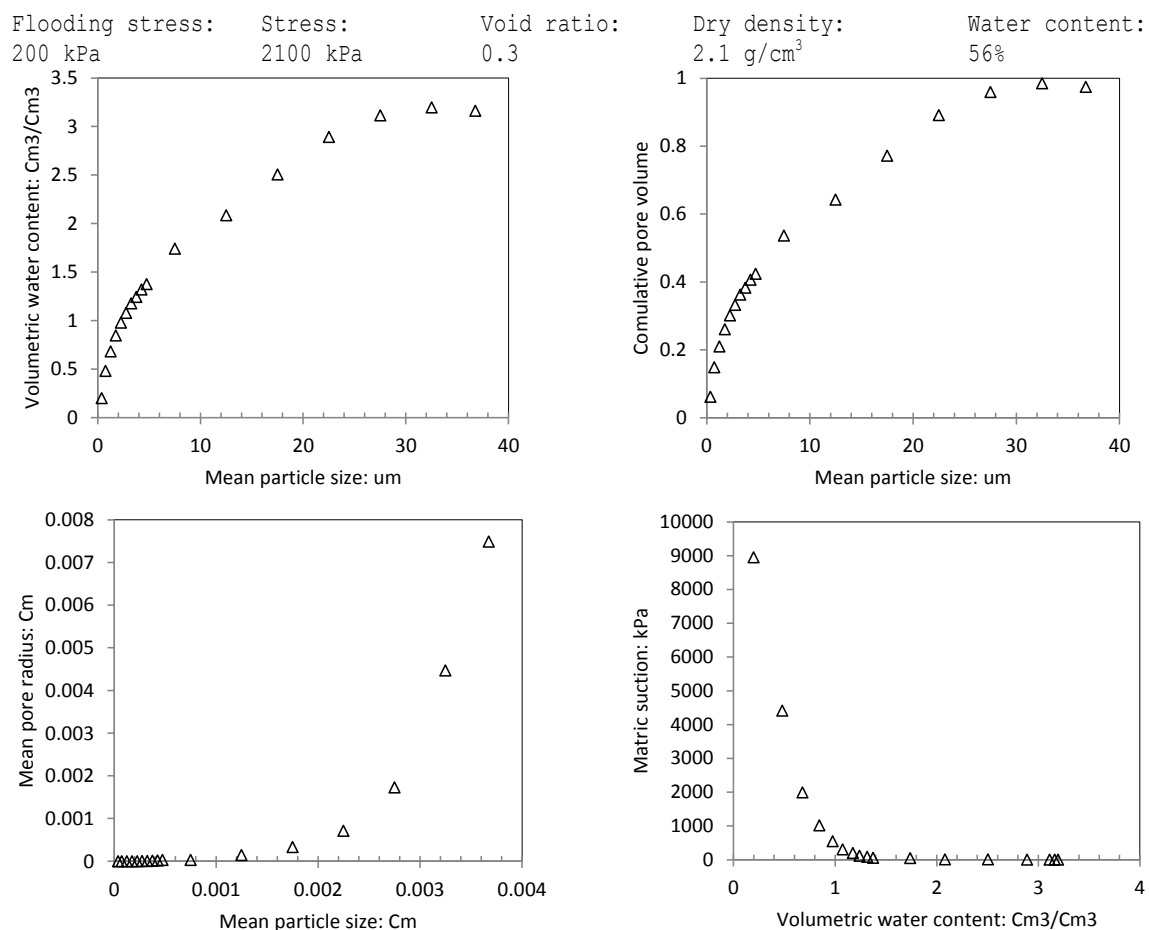 Flooding stress: Stress: Void ratio: Dry density: Water content:
200 kPa 2100 kPa 0.3 2.1 g/cm³ 56%
Volumetric water content: Cm3/Cm3
3.5
3
2.5
2
1.5
1
0.5
0
0 10 20 30 40
Mean particle size: um
Comulative pore volume
1
0.8
0.6
0.4
0.2
0
0 10 20 30 40
Mean particle size: um
Mean pore radius: Cm
0.008
0.007
0.006
0.005
0.004
0.003
0.002
0.001
0
0 0.001 0.002 0.003 0.004
Mean particle size: Cm
Matric suction: kPa
10000
9000
8000
7000
6000
5000
4000
3000
2000
1000
0
0 1 2 3 4
Volumetric water content: Cm3/Cm3